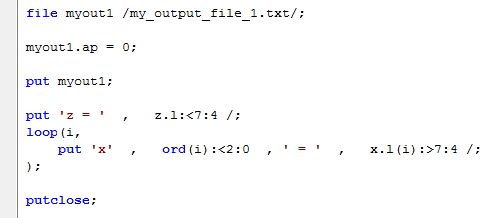 file myout1 /my_output_file_1.txt/;
myout1.ap = 0;
put myout1;
put 'z = ' , z.l:<7:4 /;
loop(i,
put 'x' , ord(i):<2:0 , ' = ' , x.l(i):>7:4 /;
);
putclose;